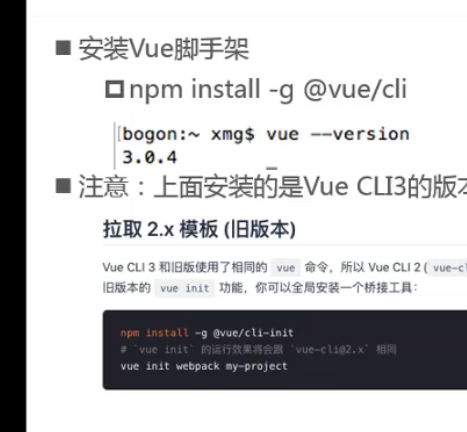 安装Vue脚手架
npm install -g @vue/cli
[bogon:~ xmg$ vue --version
3.0.4
注意：上面安装的是Vue CLI3的版本
拉取 2.x 模板 (旧版本)
Vue CLI 3 和旧版使用了相同的 vue 命令，所以 Vue CLI 2 ( vue-cl
旧版本的 vue init 功能，你可以全局安装一个桥接工具：
npm install -g @vue/cli-init
# `vue init` 的运行效果将会跟 `vue-cli@2.x` 相同
vue init webpack my-project